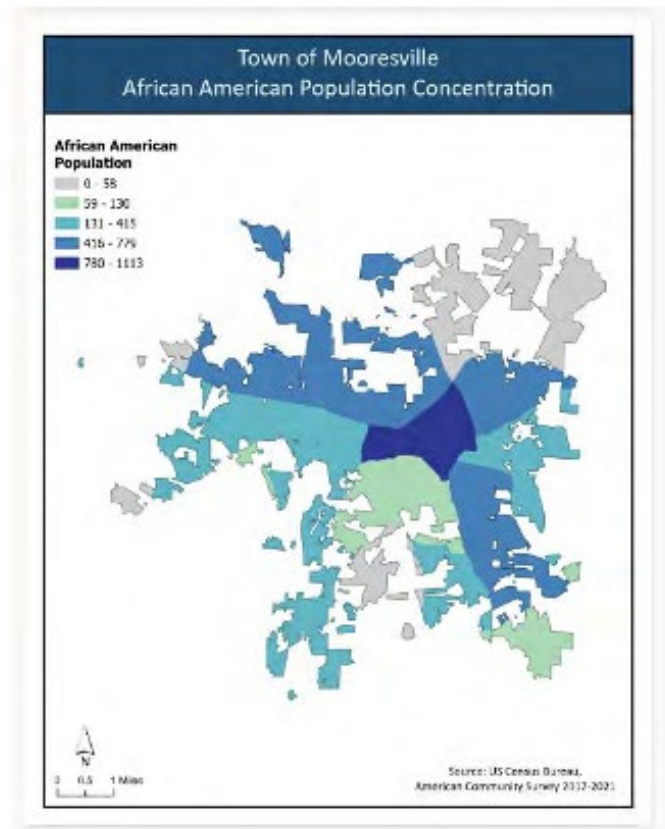 Town of Mooresville
African American Population Concentration
African American
Population
0 - 58
59 - 130
131 - 415
416 - 779
780 - 1113
N
0 0.5 1 Miles
Source: US Census Bureau,
American Community Survey 2017-2021